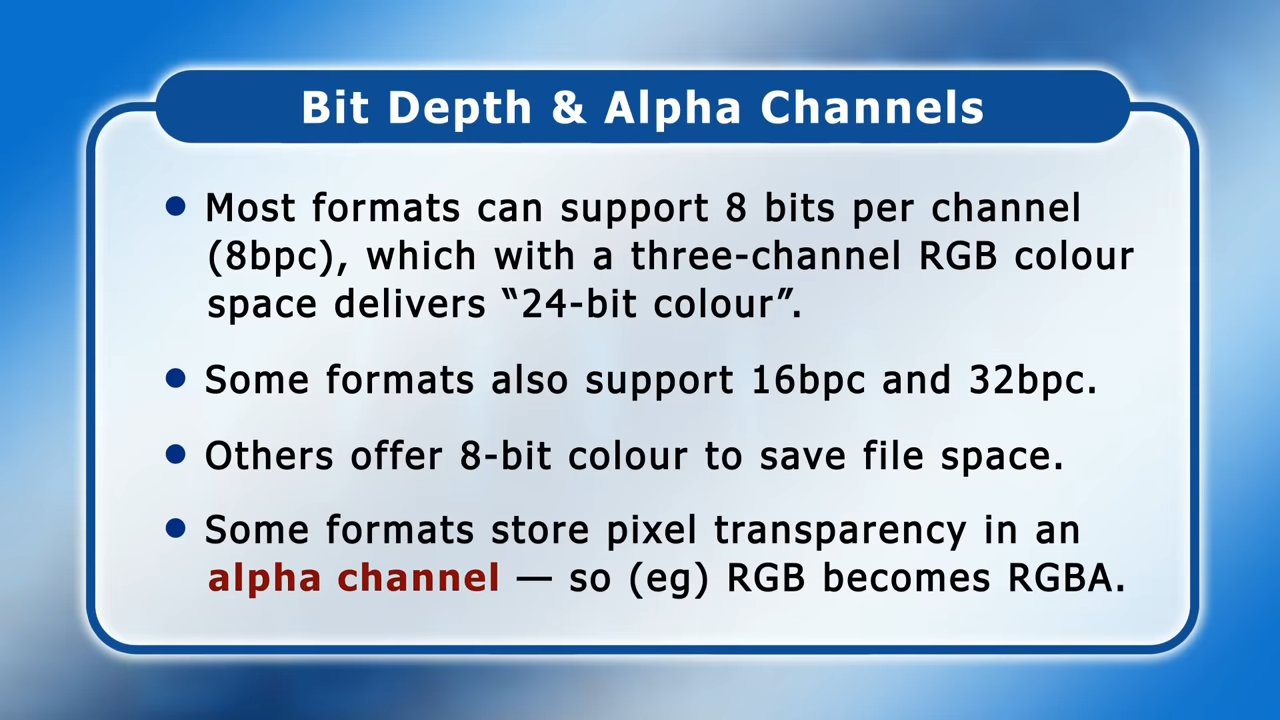 Bit Depth & Alpha Channels
• Most formats can support 8 bits per channel
(8bpc), which with a three-channel RGB colour
space delivers “24-bit colour”.
• Some formats also support 16bpc and 32bpc.
• Others offer 8-bit colour to save file space.
• Some formats store pixel transparency in an
alpha channel — so (eg) RGB becomes RGBA.